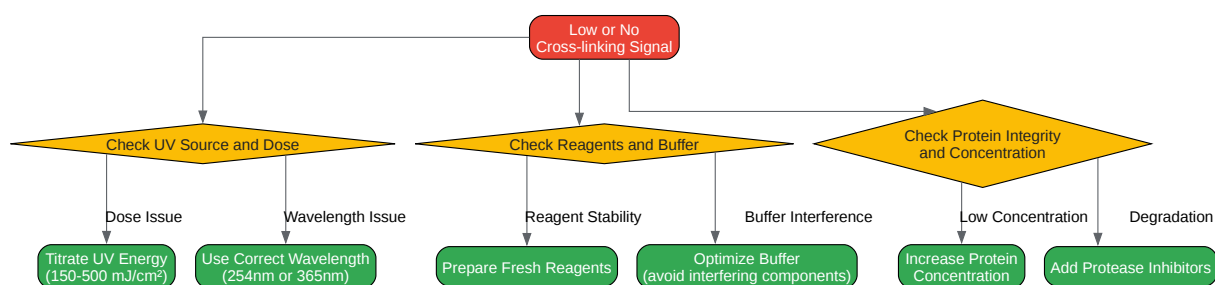 Low or No
Cross-linking Signal
Check UV Source and Dose
Check Reagents and Buffer
Check Protein Integrity
and Concentration
Dose Issue
Wavelength Issue
Reagent Stability
Buffer Interference
Low Concentration
Degradation
Titrate UV Energy
(150-500 mJ/cm²)
Use Correct Wavelength
(254nm or 365nm)
Prepare Fresh Reagents
Optimize Buffer
(avoid interfering components)
Increase Protein
Concentration
Add Protease Inhibitors